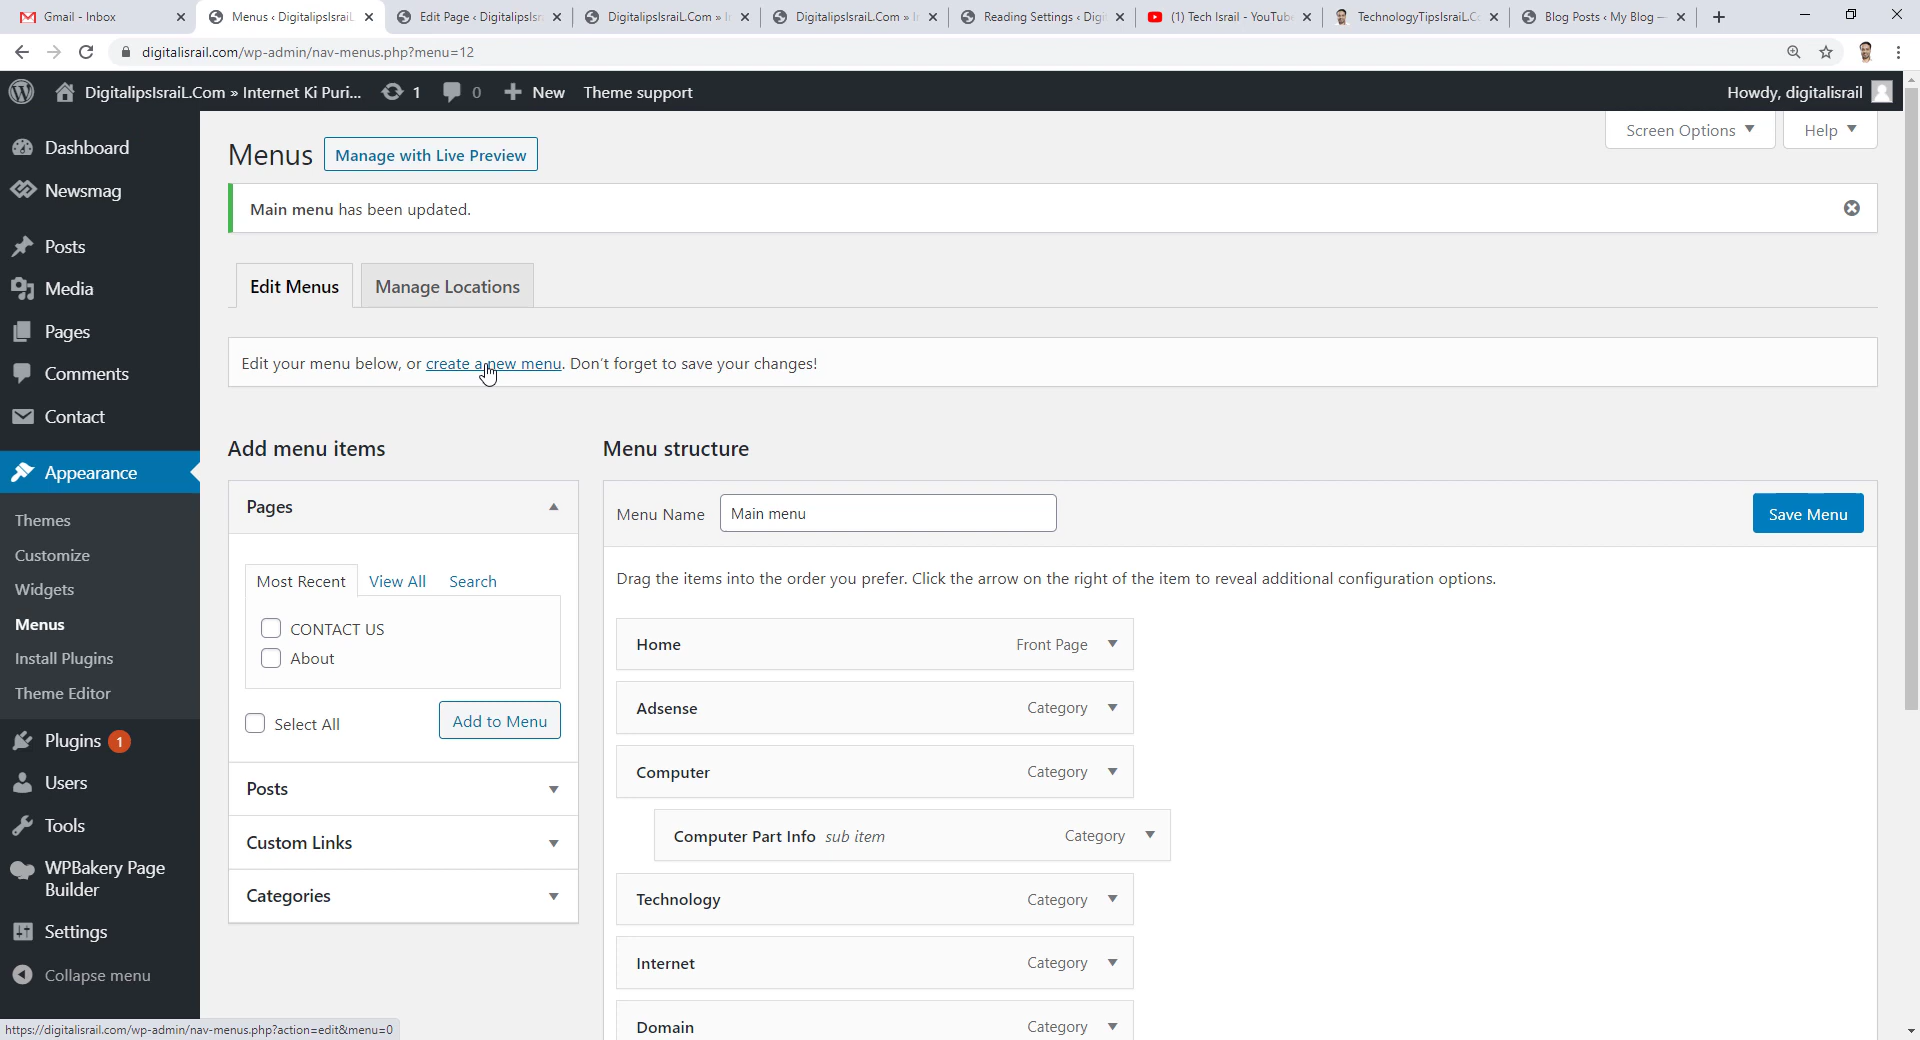 Gmail - Inbox
Menus ‹ DigitalipsIsrail
Edit Page ‹ DigitalipsIsr
DigitalipsIsraiL.Com » I
DigitalipsIsraiL.Com » I
Reading Settings ‹ Digi
(1) Tech Israil - YouTube
TechnologyTipsIsraiL.C
Blog Posts ‹ My Blog —
digitalisrail.com/wp-admin/nav-menus.php?menu=12
DigitalipsIsraiL.Com » Internet Ki Puri... 1 0 New Theme support Howdy, digitalisrail
Screen Options Help
Dashboard
Newsmag
Posts
Media
Pages
Comments
Contact
Appearance
Themes
Customize
Widgets
Menus
Install Plugins
Theme Editor
Plugins 1
Users
Tools
WPBakery Page
Builder
Settings
Collapse menu
Menus Manage with Live Preview
Main menu has been updated.
Edit Menus Manage Locations
Edit your menu below, or create a new menu. Don't forget to save your changes!
Add menu items
Pages
Most Recent View All Search
CONTACT US
About
Select All Add to Menu
Posts
Custom Links
Categories
Menu structure
Menu Name Main menu Save Menu
Drag the items into the order you prefer. Click the arrow on the right of the item to reveal additional configuration options.
Home Front Page
Adsense Category
Computer Category
Computer Part Info sub item Category
Technology Category
Internet Category
Domain Category
https://digitalisrail.com/wp-admin/nav-menus.php?action=edit&menu=0